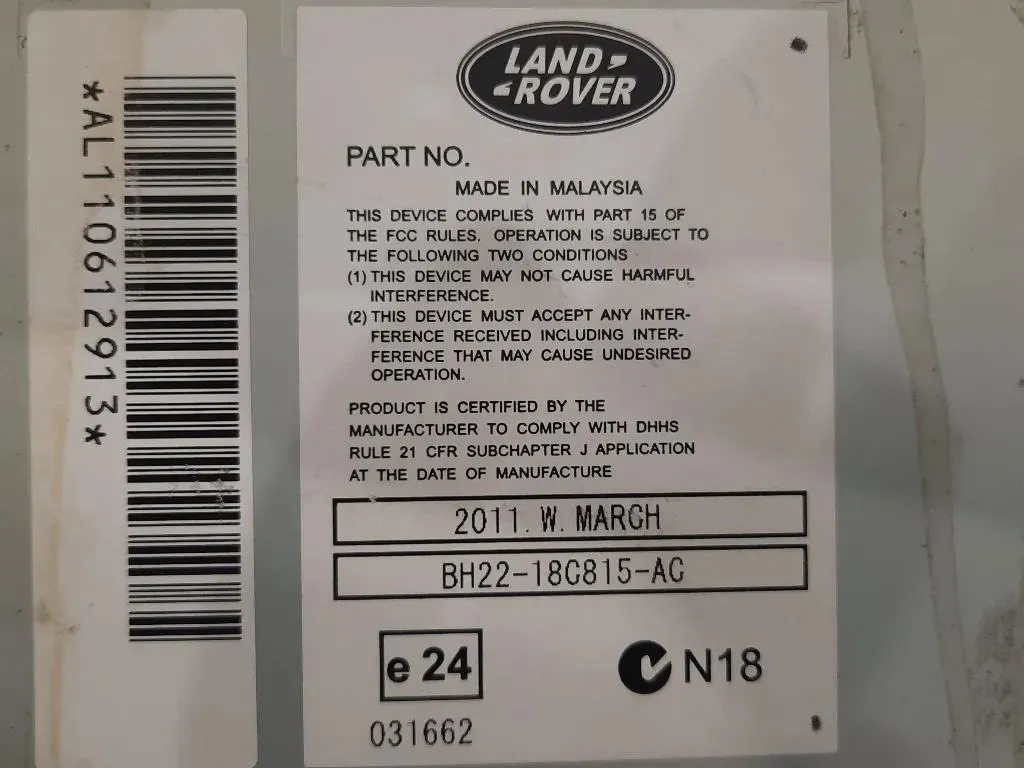 *AL11061291３*
LAND
ROVER
PART NO.
MADE IN MALAYSIA
THIS DEVICE COMPLIES WITH PART 15 OF
THE FCC RULES. OPERATION IS SUBJECT TO
THE FOLLOWING TWO CONDITIONS
(1) THIS DEVICE MAY NOT CAUSE HARMFUL
INTERFERENCE.
(2) THIS DEVICE MUST ACCEPT ANY INTER-
FERENCE RECEIVED INCLUDING INTER-
FERENCE THAT MAY CAUSE UNDESIRED
OPERATION.
PRODUCT IS CERTIFIED BY THE
MANUFACTURER TO COMPLY WITH DHHS
RULE 21 CFR SUBCHAPTER J APPLICATION
AT THE DATE OF MANUFACTURE
2011. W. MARCH
BH22-18C815-AC
e 24
N18
031662